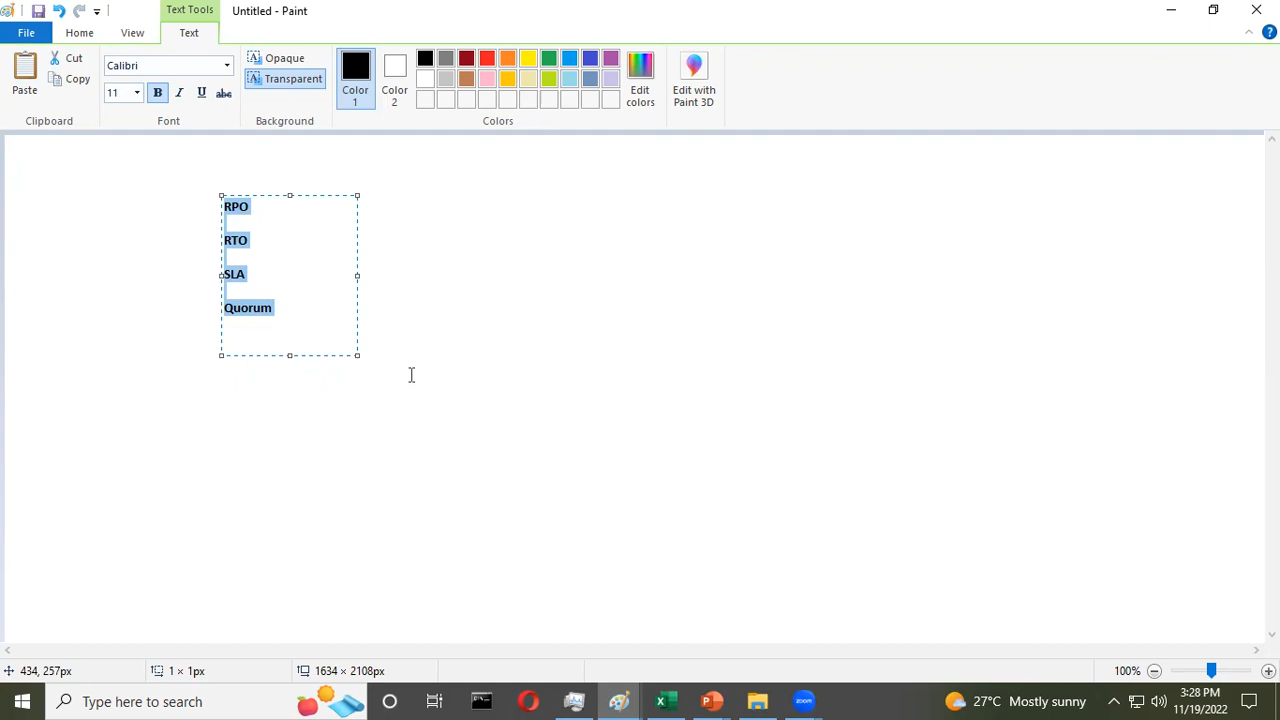 Text Tools
Untitled - Paint
File
Home
View
Text
Paste
Cut
Copy
Clipboard
Calibri
11
B
I
U
abc
Font
Opaque
Transparent
Background
Color
1
Color
2
Edit
colors
Colors
Edit with
Paint 3D
RPO
RTO
SLA
Quorum
434, 257px
1 × 1px
1634 × 2108px
100%
Type here to search
27°C Mostly sunny
3:28 PM
11/19/2022
zoom